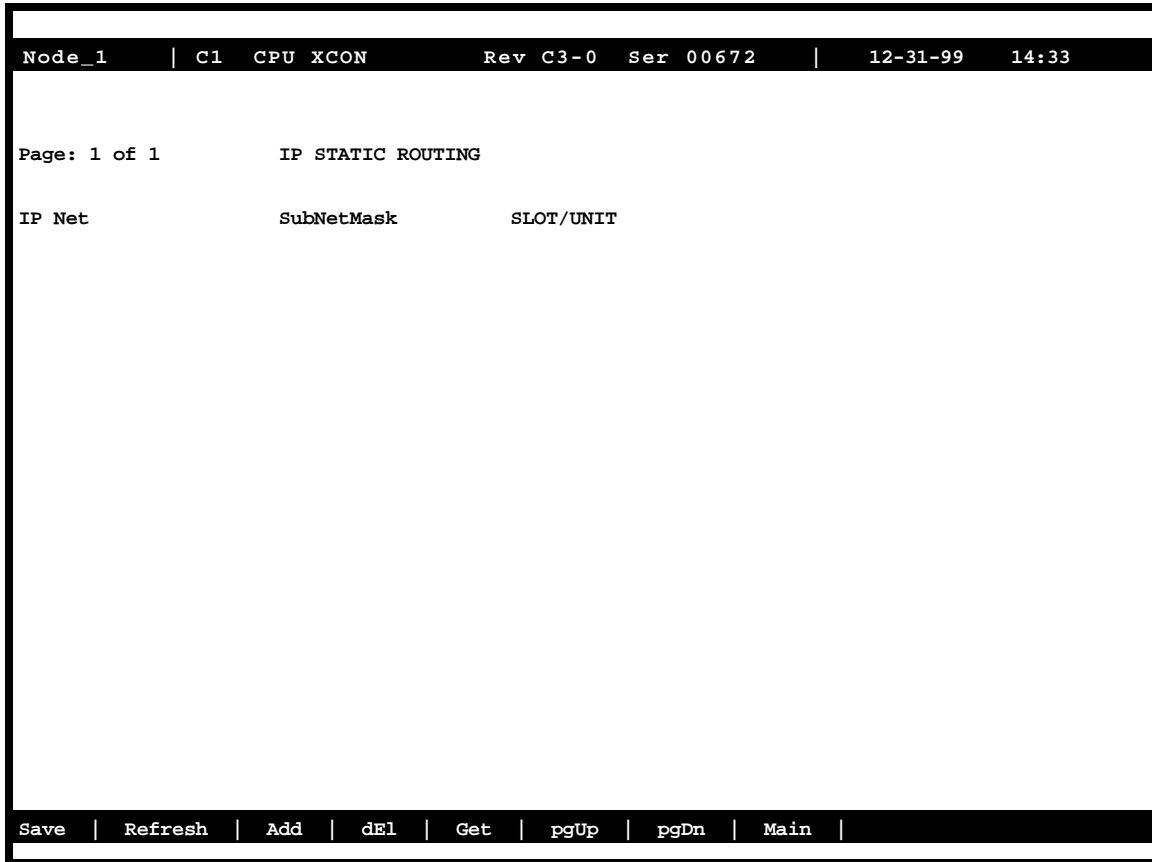 Node_1 | C1 CPU XCON Rev C3-0 Ser 00672 | 12-31-99 14:33
Page: 1 of 1 IP STATIC ROUTING
IP Net SubNetMask SLOT/UNIT
Save | Refresh | Add | dEl | Get | pgUp | pgDn | Main |